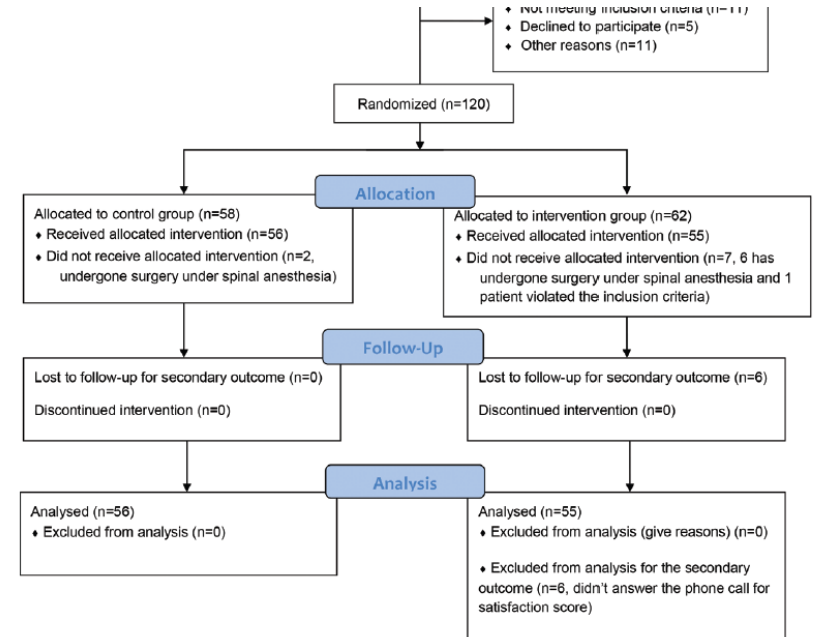 ♦ Not meeting inclusion criteria (n=11)
♦ Declined to participate (n=5)
♦ Other reasons (n=11)
Randomized (n=120)
Allocation
Allocated to control group (n=58)
♦ Received allocated intervention (n=56)
♦ Did not receive allocated intervention (n=2,
undergone surgery under spinal anesthesia)
Allocated to intervention group (n=62)
♦ Received allocated intervention (n=55)
♦ Did not receive allocated intervention (n=7, 6 has
undergone surgery under spinal anesthesia and 1
patient violated the inclusion criteria)
Follow-Up
Lost to follow-up for secondary outcome (n=0)
Discontinued intervention (n=0)
Lost to follow-up for secondary outcome (n=6)
Discontinued intervention (n=0)
Analysis
Analysed (n=56)
♦ Excluded from analysis (n=0)
Analysed (n=55)
♦ Excluded from analysis (give reasons) (n=0)
♦ Excluded from analysis for the secondary
outcome (n=6, didn't answer the phone call for
satisfaction score)